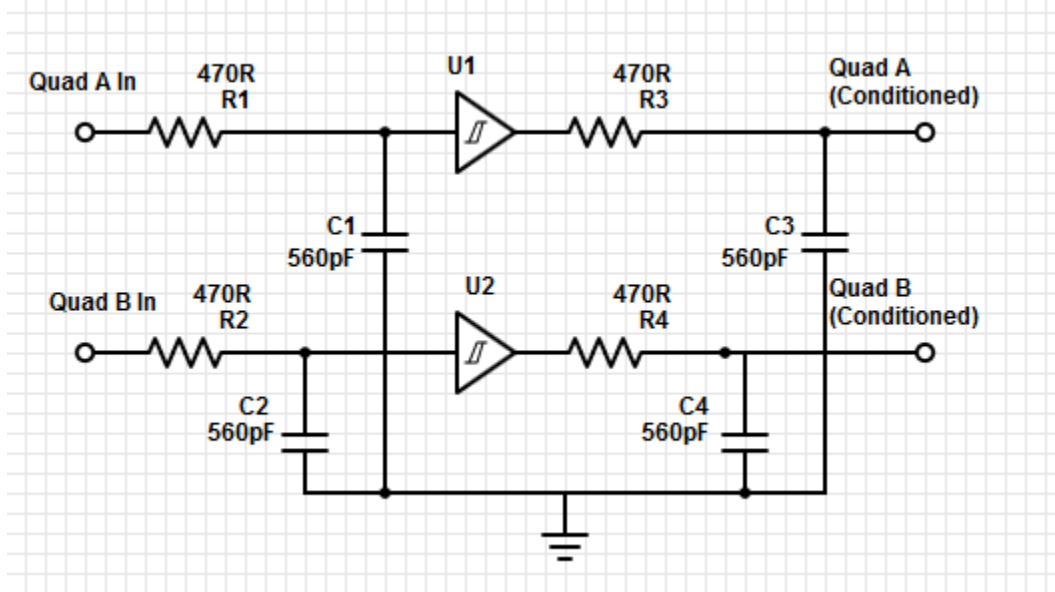 Quad A In
470R
R1
U1
470R
R3
Quad A
(Conditioned)
C1
560pF
C3
560pF
Quad B In
470R
R2
U2
470R
R4
Quad B
(Conditioned)
C2
560pF
C4
560pF